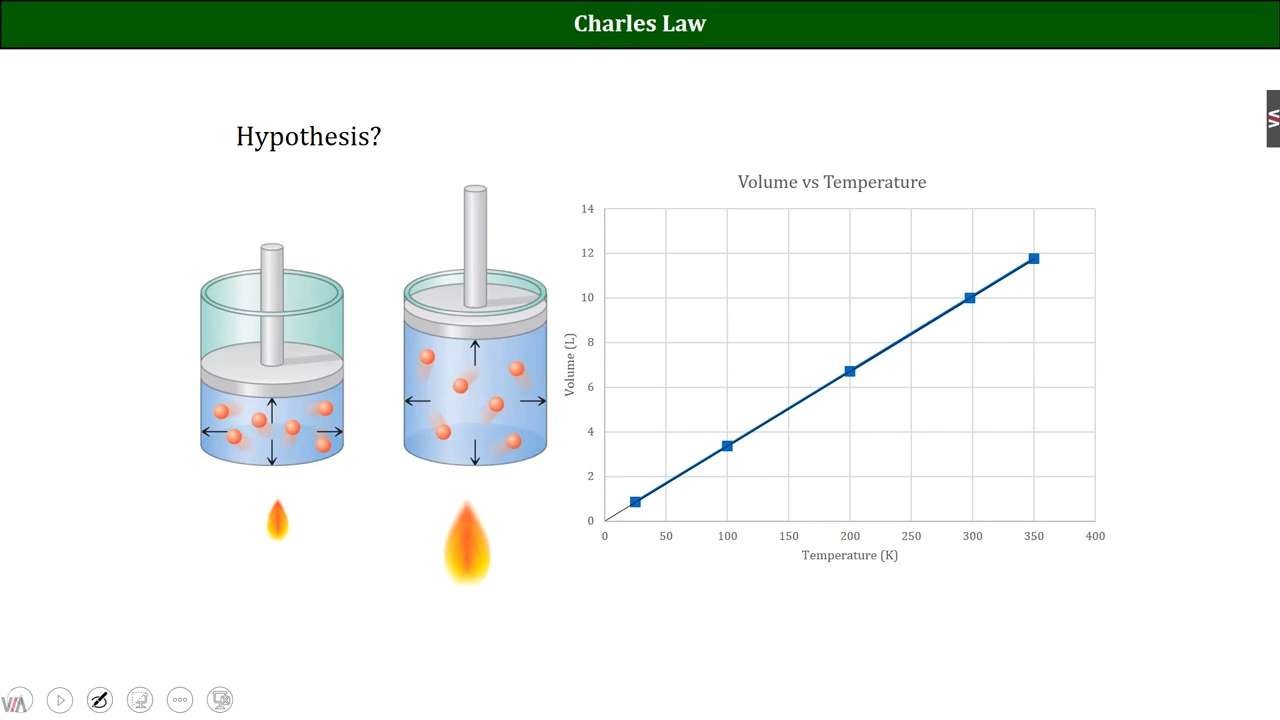 Charles Law
Hypothesis?
Volume vs Temperature
14
12
10
8
6
4
2
0
Volume (L)
0 50 100 150 200 250 300 350 400
Temperature (K)